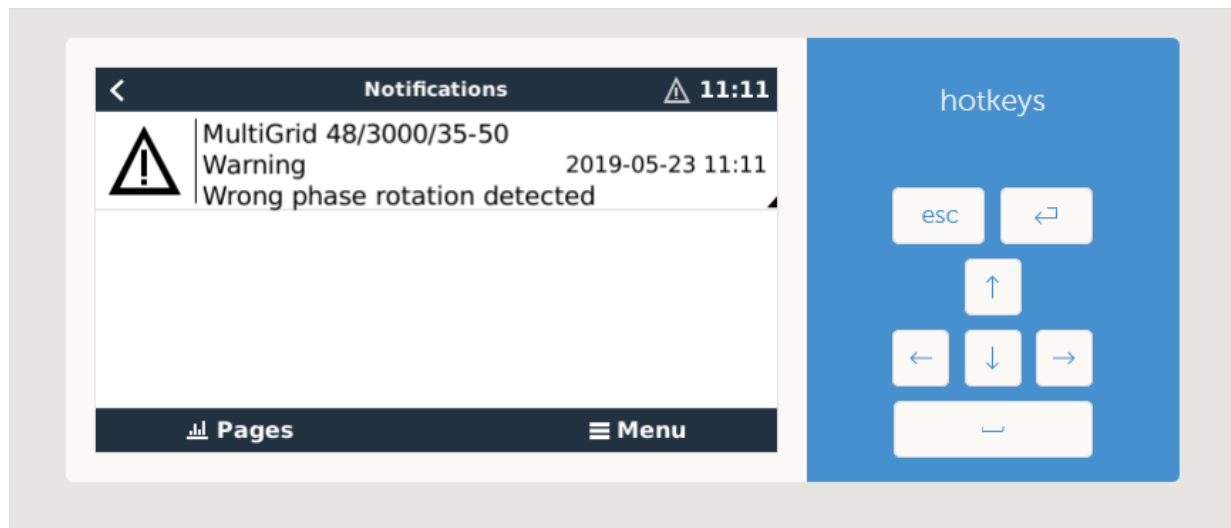 Notifications 11:11
MultiGrid 48/3000/35-50
Warning 2019-05-23 11:11
Wrong phase rotation detected
Pages Menu
hotkeys
esc